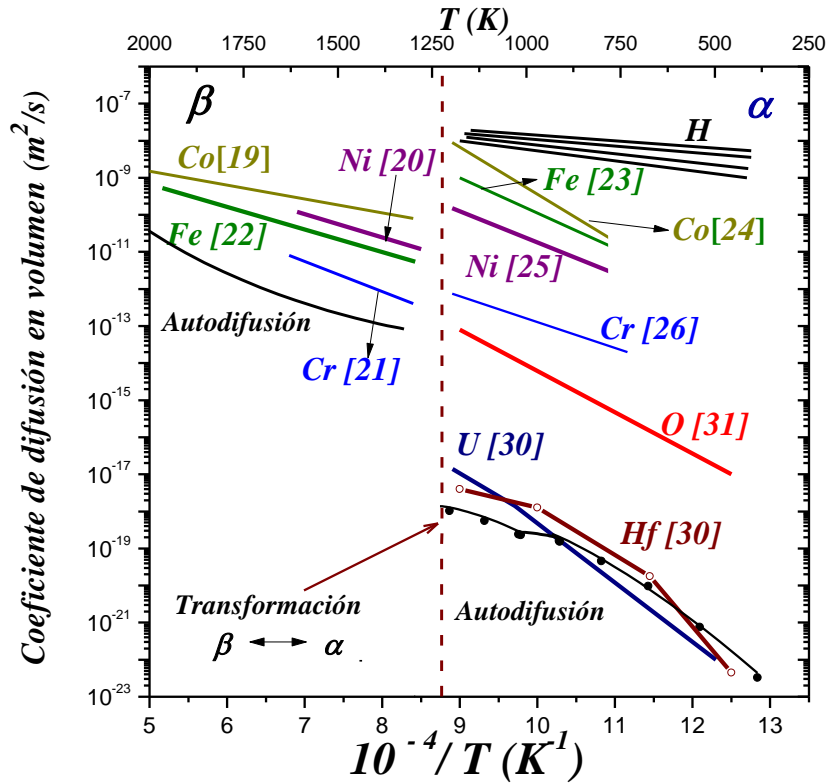 T (K)
2000 1750 1500 1250 1000 750 500 250
Coeficiente de difusión en volumen (m²/s)
10⁻⁷
10⁻⁹
10⁻¹¹
10⁻¹³
10⁻¹⁵
10⁻¹⁷
10⁻¹⁹
10⁻²¹
10⁻²³
β
α
H
Co[19]
Ni [20]
Fe [23]
Fe [22]
Co[24]
Ni [25]
Autodifusión
Cr [26]
Cr [21]
O [31]
U [30]
Hf [30]
Transformación
β ↔ α
Autodifusión
5 6 7 8 9 10 11 12 13
10⁻⁴/ T (K⁻¹)